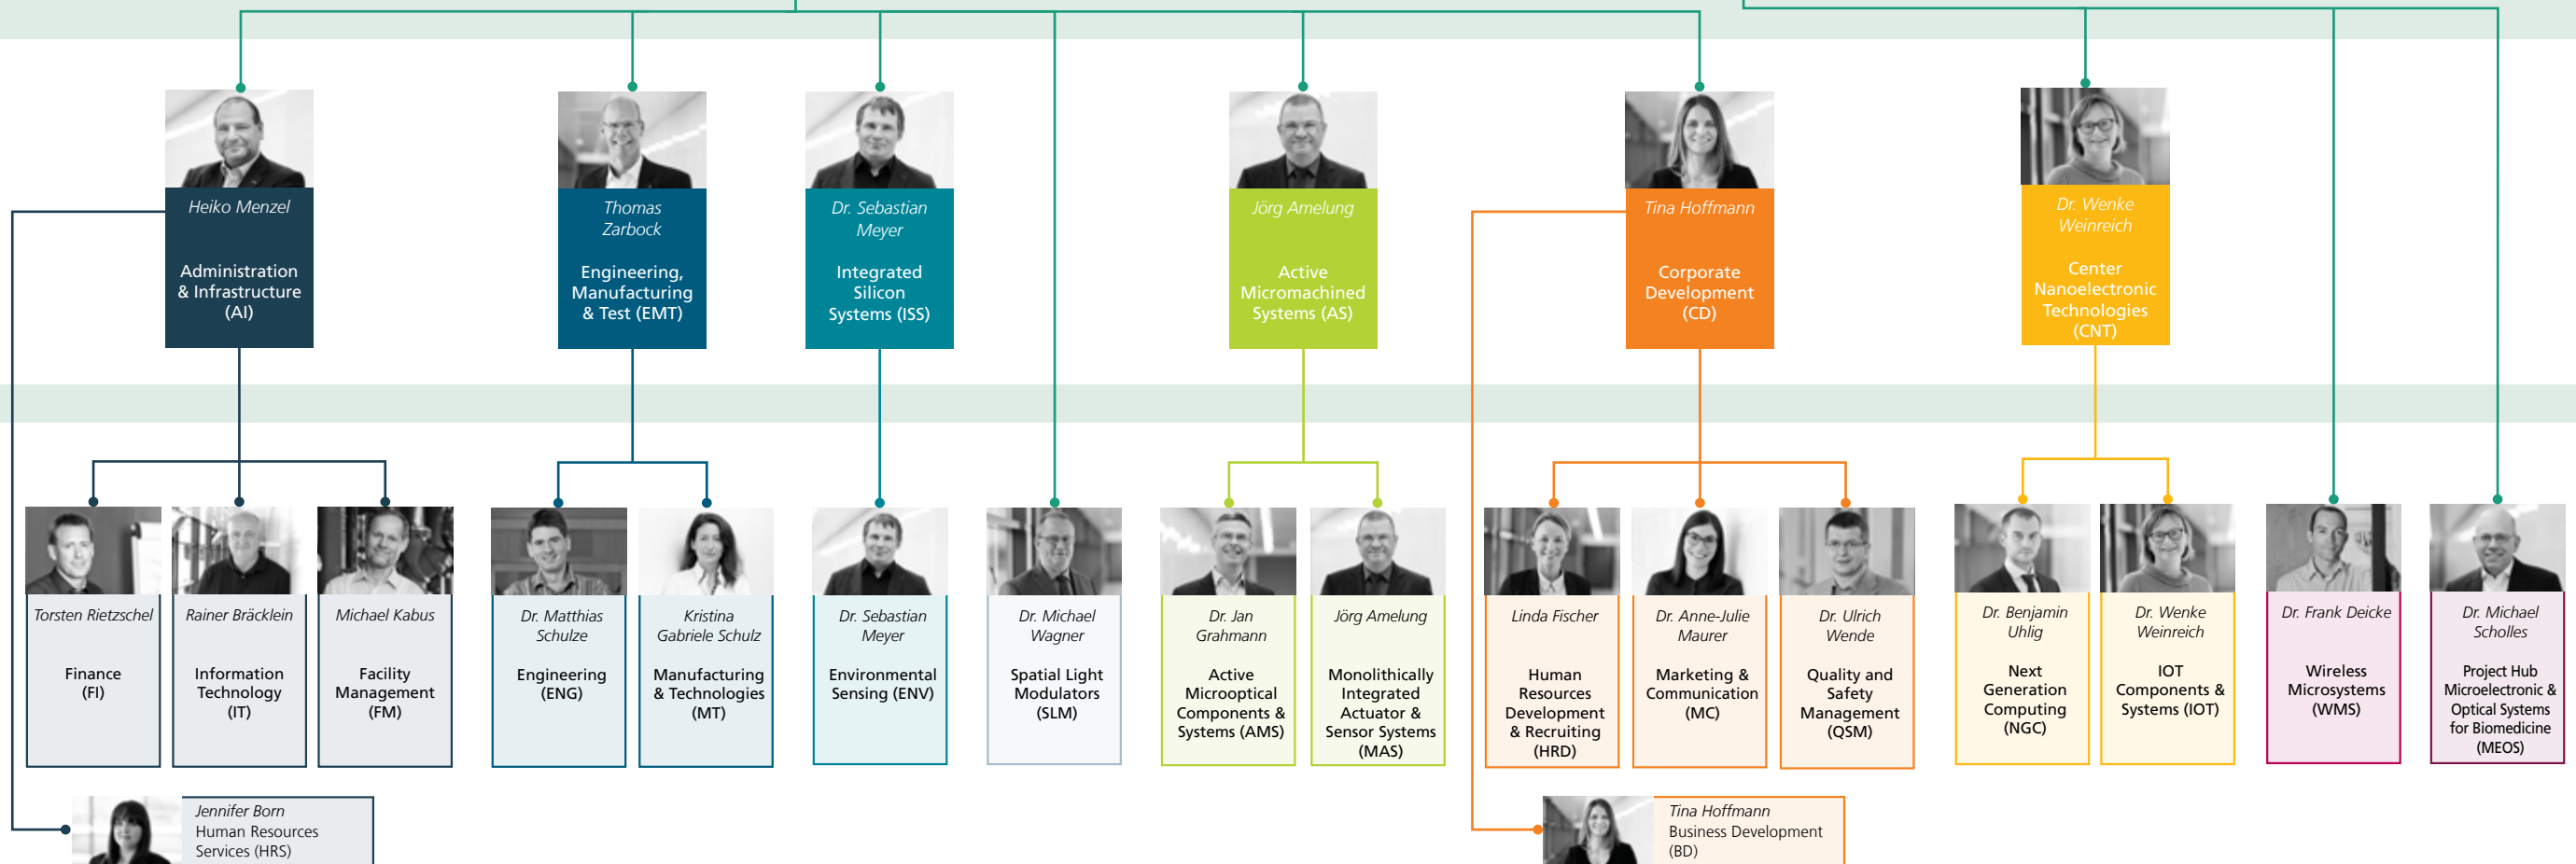 Heiko Menzel
Administration
& Infrastructure
(AI)
Thomas
Zarbock
Engineering,
Manufacturing
& Test (EMT)
Dr. Sebastian
Meyer
Integrated
Silicon
Systems (ISS)
Jörg Amelung
Active
Micromachined
Systems (AS)
Tina Hoffmann
Corporate
Development
(CD)
Dr. Wenke
Weinreich
Center
Nanoelectronic
Technologies
(CNT)
Torsten Rietzschel
Finance
(FI)
Rainer Bräcklein
Information
Technology
(IT)
Michael Kabus
Facility
Management
(FM)
Dr. Matthias
Schulze
Engineering
(ENG)
Kristina
Gabriele Schulz
Manufacturing
& Technologies
(MT)
Dr. Sebastian
Meyer
Environmental
Sensing (ENV)
Dr. Michael
Wagner
Spatial Light
Modulators
(SLM)
Dr. Jan
Grahmann
Active
Microoptical
Components &
Systems (AMS)
Jörg Amelung
Monolithically
Integrated
Actuator &
Sensor Systems
(MAS)
Linda Fischer
Human
Resources
Development
& Recruiting
(HRD)
Dr. Anne-Julie
Maurer
Marketing &
Communication
(MC)
Dr. Ulrich
Wende
Quality and
Safety
Management
(QSM)
Dr. Benjamin
Uhlig
Next
Generation
Computing
(NGC)
Dr. Wenke
Weinreich
IOT
Components &
Systems (IOT)
Dr. Frank Deicke
Wireless
Microsystems
(WMS)
Dr. Michael
Scholles
Project Hub
Microelectronic &
Optical Systems
for Biomedicine
(MEOS)
Jennifer Born
Human Resources
Services (HRS)
Tina Hoffmann
Business Development
(BD)